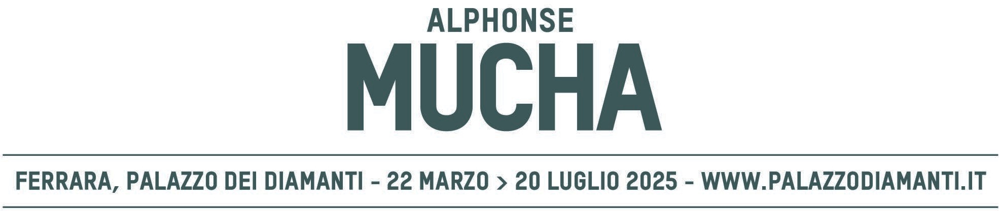 ALPHONSE
MUCHA
FERRARA, PALAZZO DEI DIAMANTI - 22 MARZO > 20 LUGLIO 2025 - WWW.PALAZZODIAMANTI.IT